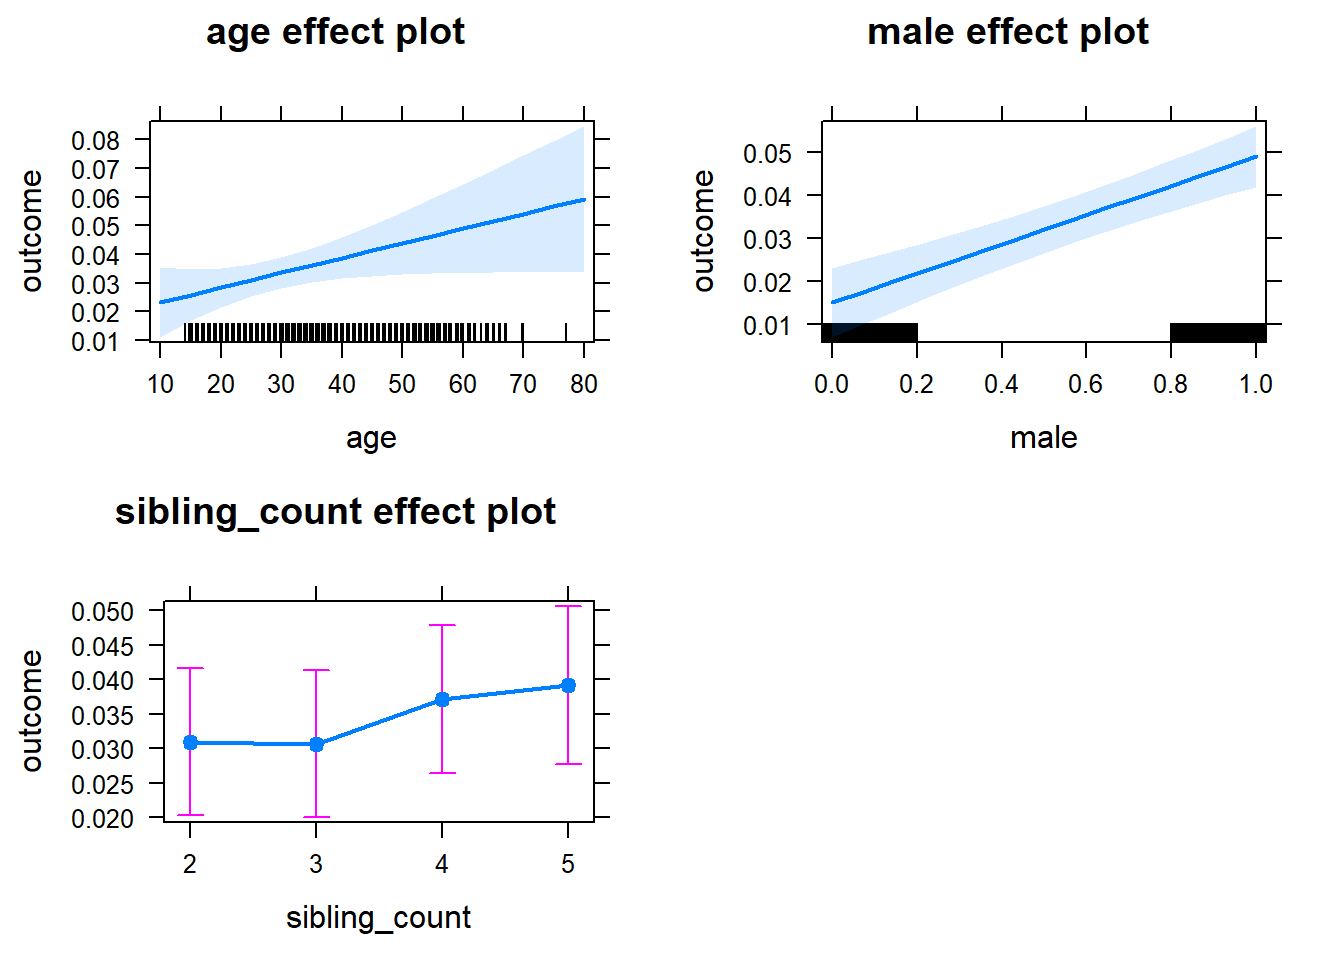 age effect plot
outcome
0.08
0.07
0.06
0.05
0.04
0.03
0.02
0.01
10 20 30 40 50 60 70 80
age
male effect plot
outcome
0.05
0.04
0.03
0.02
0.01
0.0 0.2 0.4 0.6 0.8 1.0
male
sibling_count effect plot
outcome
0.050
0.045
0.040
0.035
0.030
0.025
0.020
2 3 4 5
sibling_count